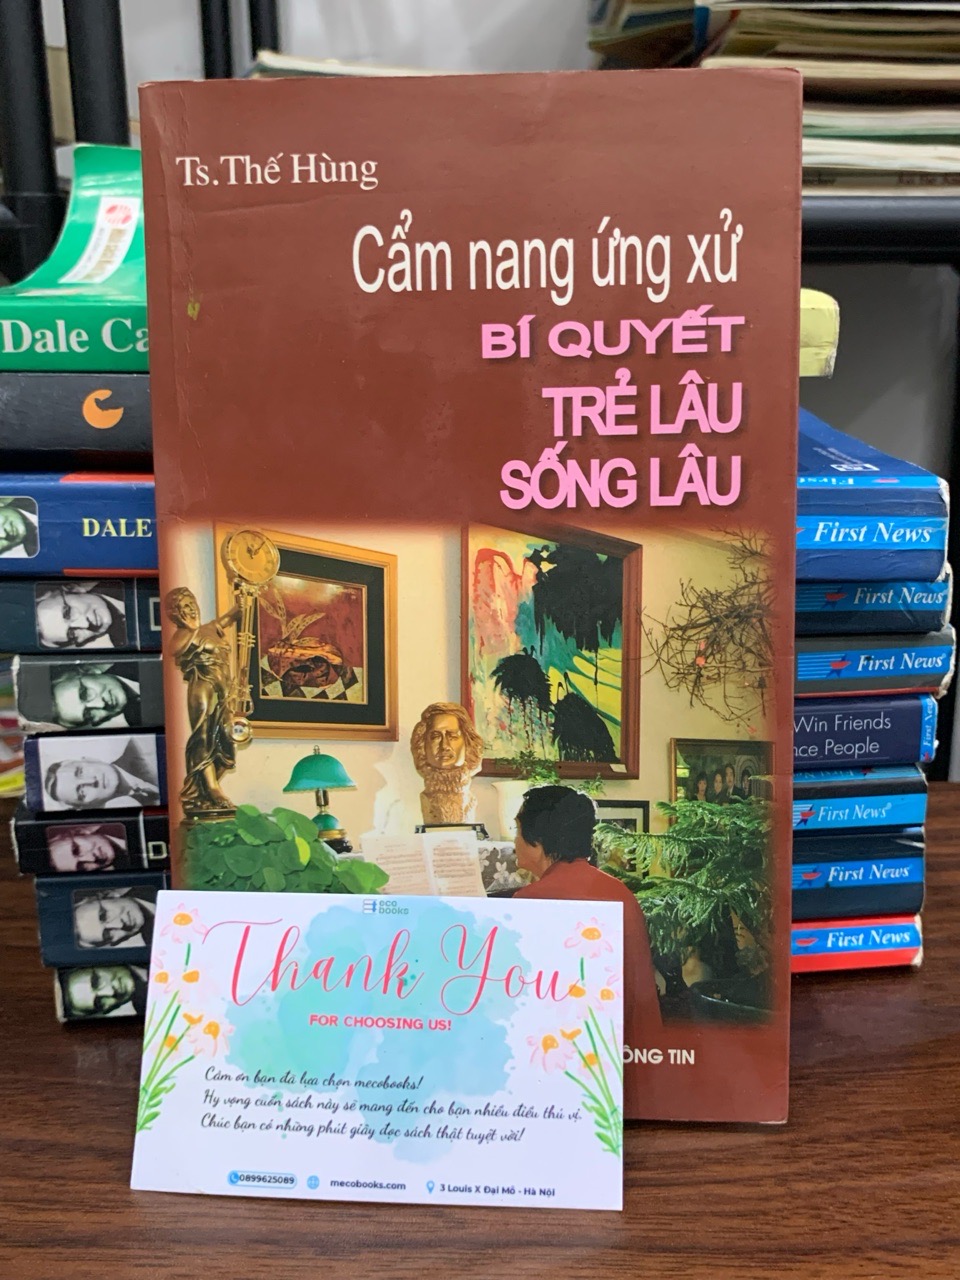 Ts.Thế Hùng
Cẩm nang ứng xử
BÍ QUYẾT
TRẺ LÂU
SỐNG LÂU
ÔNG TIN
eco
BOOKS
Thank You
FOR CHOOSING US!
Cảm ơn bạn đã lựa chọn mecobooks!
Hy vọng cuốn sách này sẽ mang đến cho bạn nhiều điều thú vị.
Chúc bạn có những phút giây đọc sách thật tuyệt vời!
0899625089
mecobooks.com
3 Louis X Đại Mỗ - Hà Nội
Dale Ca
DALE
First News
First News
First News
Win Friends
nce People
First News
First News
First News